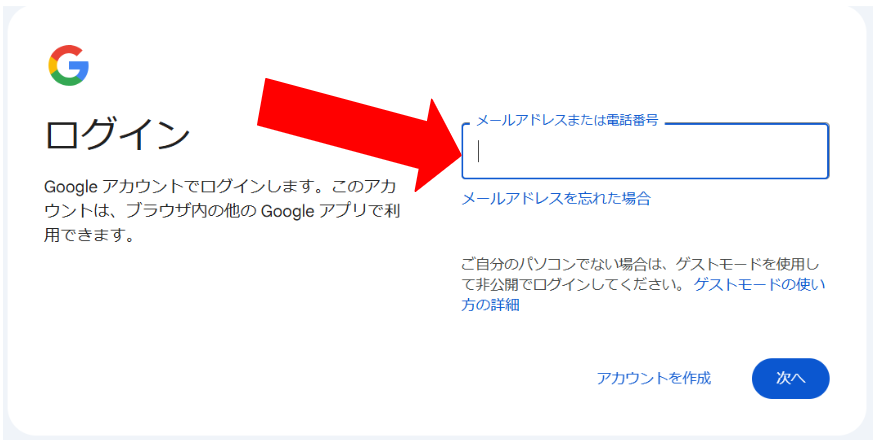 ログイン
Google アカウントでログインします。このアカ
ウントは、ブラウザ内の他の Google アプリで利
用できます。
メールアドレスまたは電話番号
メールアドレスを忘れた場合
ご自分のパソコンでない場合は、ゲストモードを使用し
て非公開でログインしてください。 ゲストモードの使い
方の詳細
アカウントを作成
次へ